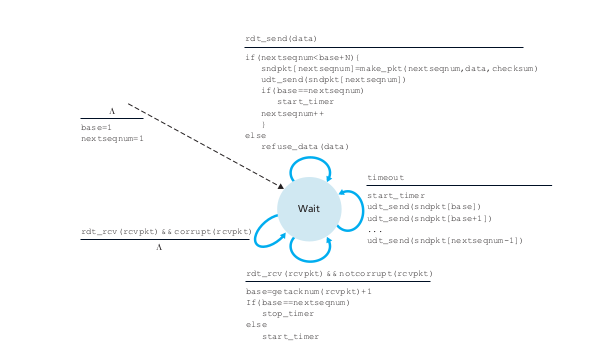 rdt_send(data)
if(nextseqnum<base+N){
sndpkt[nextseqnum]=make_pkt(nextseqnum,data,checksum)
udt_send(sndpkt[nextseqnum])
if(base==nextseqnum)
start_timer
nextseqnum++
}
else
refuse_data(data)
Λ
base=1
nextseqnum=1
timeout
start_timer
udt_send(sndpkt[base])
udt_send(sndpkt[base+1])
...
udt_send(sndpkt[nextseqnum-1])
Wait
rdt_rcv(rcvpkt)&&corrupt(rcvpkt)
Λ
rdt_rcv(rcvpkt)&&notcorrupt(rcvpkt)
base=getacknum(rcvpkt)+1
If(base==nextseqnum)
stop_timer
else
start_timer